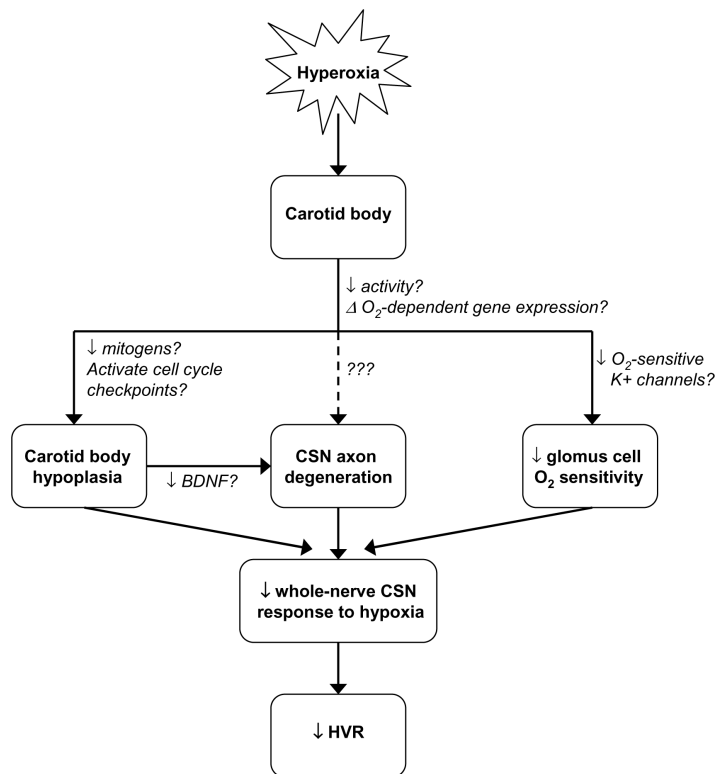 Hyperoxia
Carotid body
↓ activity?
Δ O₂-dependent gene expression?
↓ mitogens?
Activate cell cycle
checkpoints?
???
↓ O₂-sensitive
K+ channels?
Carotid body
hypoplasia
↓ BDNF?
CSN axon
degeneration
↓ glomus cell
O₂ sensitivity
↓ whole-nerve CSN
response to hypoxia
↓ HVR